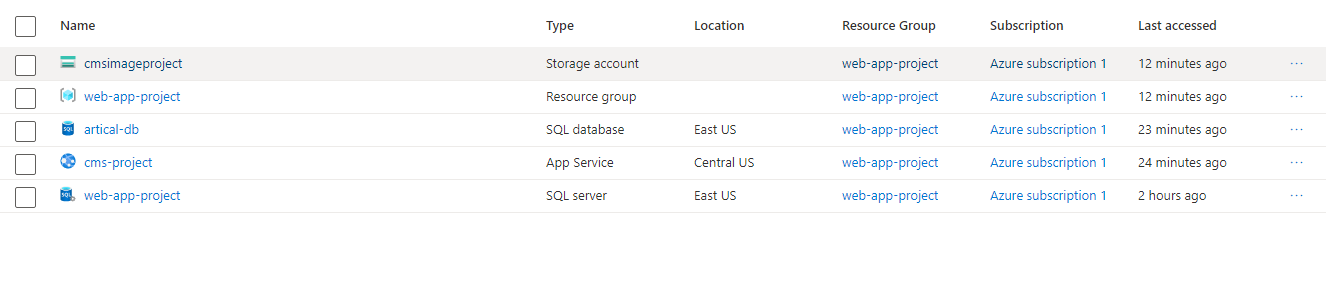 Name Type Location Resource Group Subscription Last accessed
cmsimageproject Storage account web-app-project Azure subscription 1 12 minutes ago ...
web-app-project Resource group web-app-project Azure subscription 1 12 minutes ago ...
artical-db SQL database East US web-app-project Azure subscription 1 23 minutes ago ...
cms-project App Service Central US web-app-project Azure subscription 1 24 minutes ago ...
SQL web-app-project SQL server East US web-app-project Azure subscription 1 2 hours ago ...